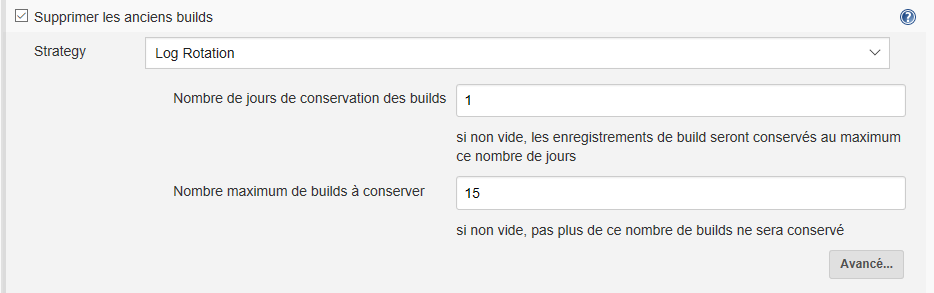 Supprimer les anciens builds
Strategy
Log Rotation
Nombre de jours de conservation des builds
1
si non vide, les enregistrements de build seront conservés au maximum
ce nombre de jours
Nombre maximum de builds à conserver
15
si non vide, pas plus de ce nombre de builds ne sera conservé
Avancé...